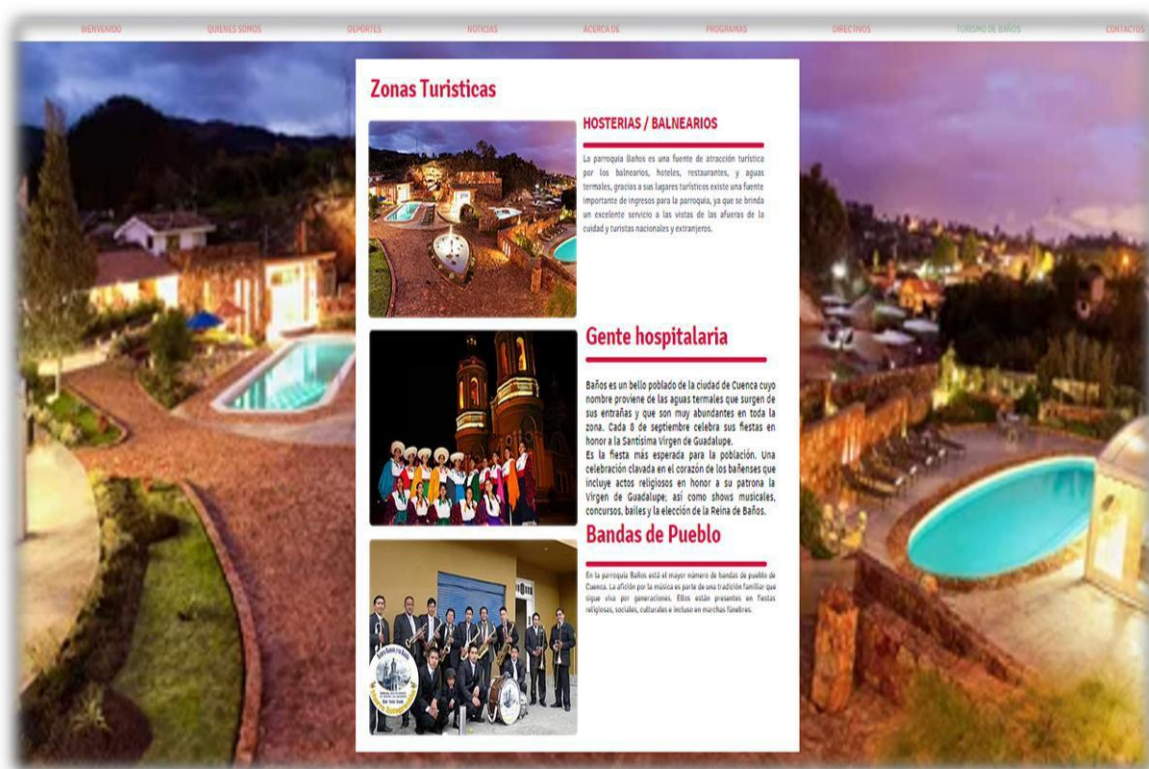 BIENVENIDO QUIENES SOMOS DEPORTES NOTICIAS ACERCA DE PROGRAMAS DIRECTIVOS TURISMO DE BAÑOS CONTACTOS
Zonas Turisticas
HOSTERIAS / BALNEARIOS
La parroquia Baños es una fuente de atracción turística
por los balnearios, hoteles, restaurantes, y aguas
termales, gracias a sus lugares turísticos existe una fuente
importante de ingresos para la parroquia, ya que se brinda
un excelente servicio a las vistas de las afueras de la
cuidad y turistas nacionales y extranjeros.
Gente hospitalaria
Baños es un bello poblado de la ciudad de Cuenca cuyo
nombre proviene de las aguas termales que surgen de
sus entrañas y que son muy abundantes en toda la
zona. Cada 8 de septiembre celebra sus fiestas en
honor a la Santísima Virgen de Guadalupe.
Es la fiesta más esperada para la población. Una
celebración clavada en el corazón de los bañenses que
incluye actos religiosos en honor a su patrona la
Virgen de Guadalupe; así como shows musicales,
concursos, bailes y la elección de la Reina de Baños.
Bandas de Pueblo
En la parroquia Baños está el mayor número de bandas de pueblo de
Cuenca. La afición por la música es parte de una tradición familiar que
sigue viva por generaciones. Ellos están presentes en fiestas
religiosas, sociales, culturales e incluso en marchas fúnebres.